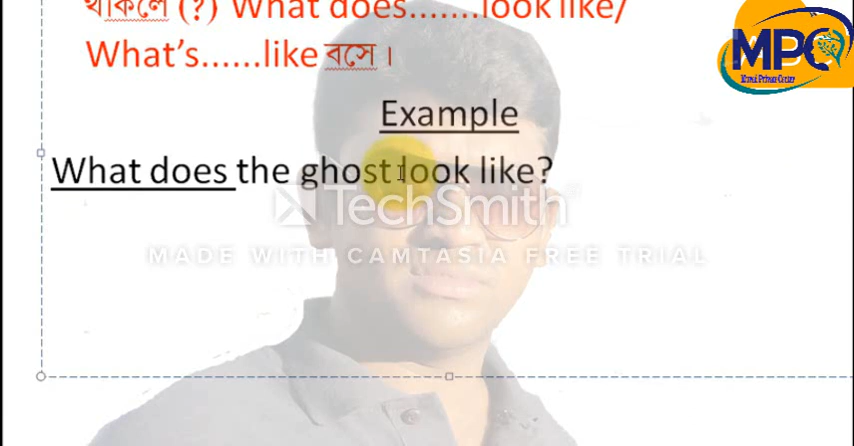 থাকলে (?) What does.......look like/
What's......like বসে।
Example
What does the ghost look like?
TechSmith
MADE WITH CAMTASIA FREE TRIAL
MPC